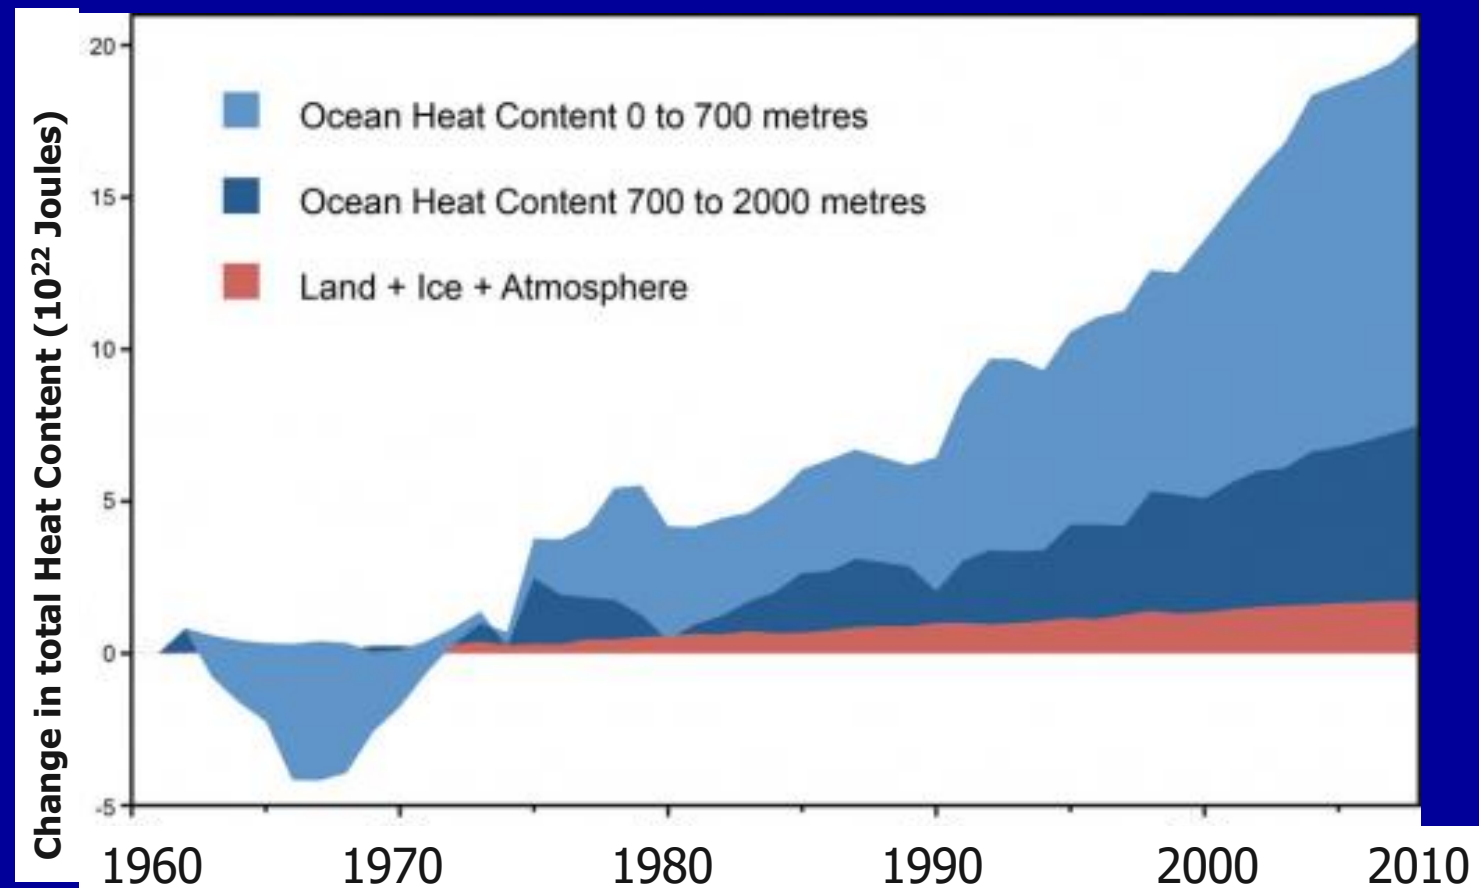 Change in total Heat Content (10²² Joules)
20
15
10
5
0
-5
Ocean Heat Content 0 to 700 metres
Ocean Heat Content 700 to 2000 metres
Land + Ice + Atmosphere
1960 1970 1980 1990 2000 2010